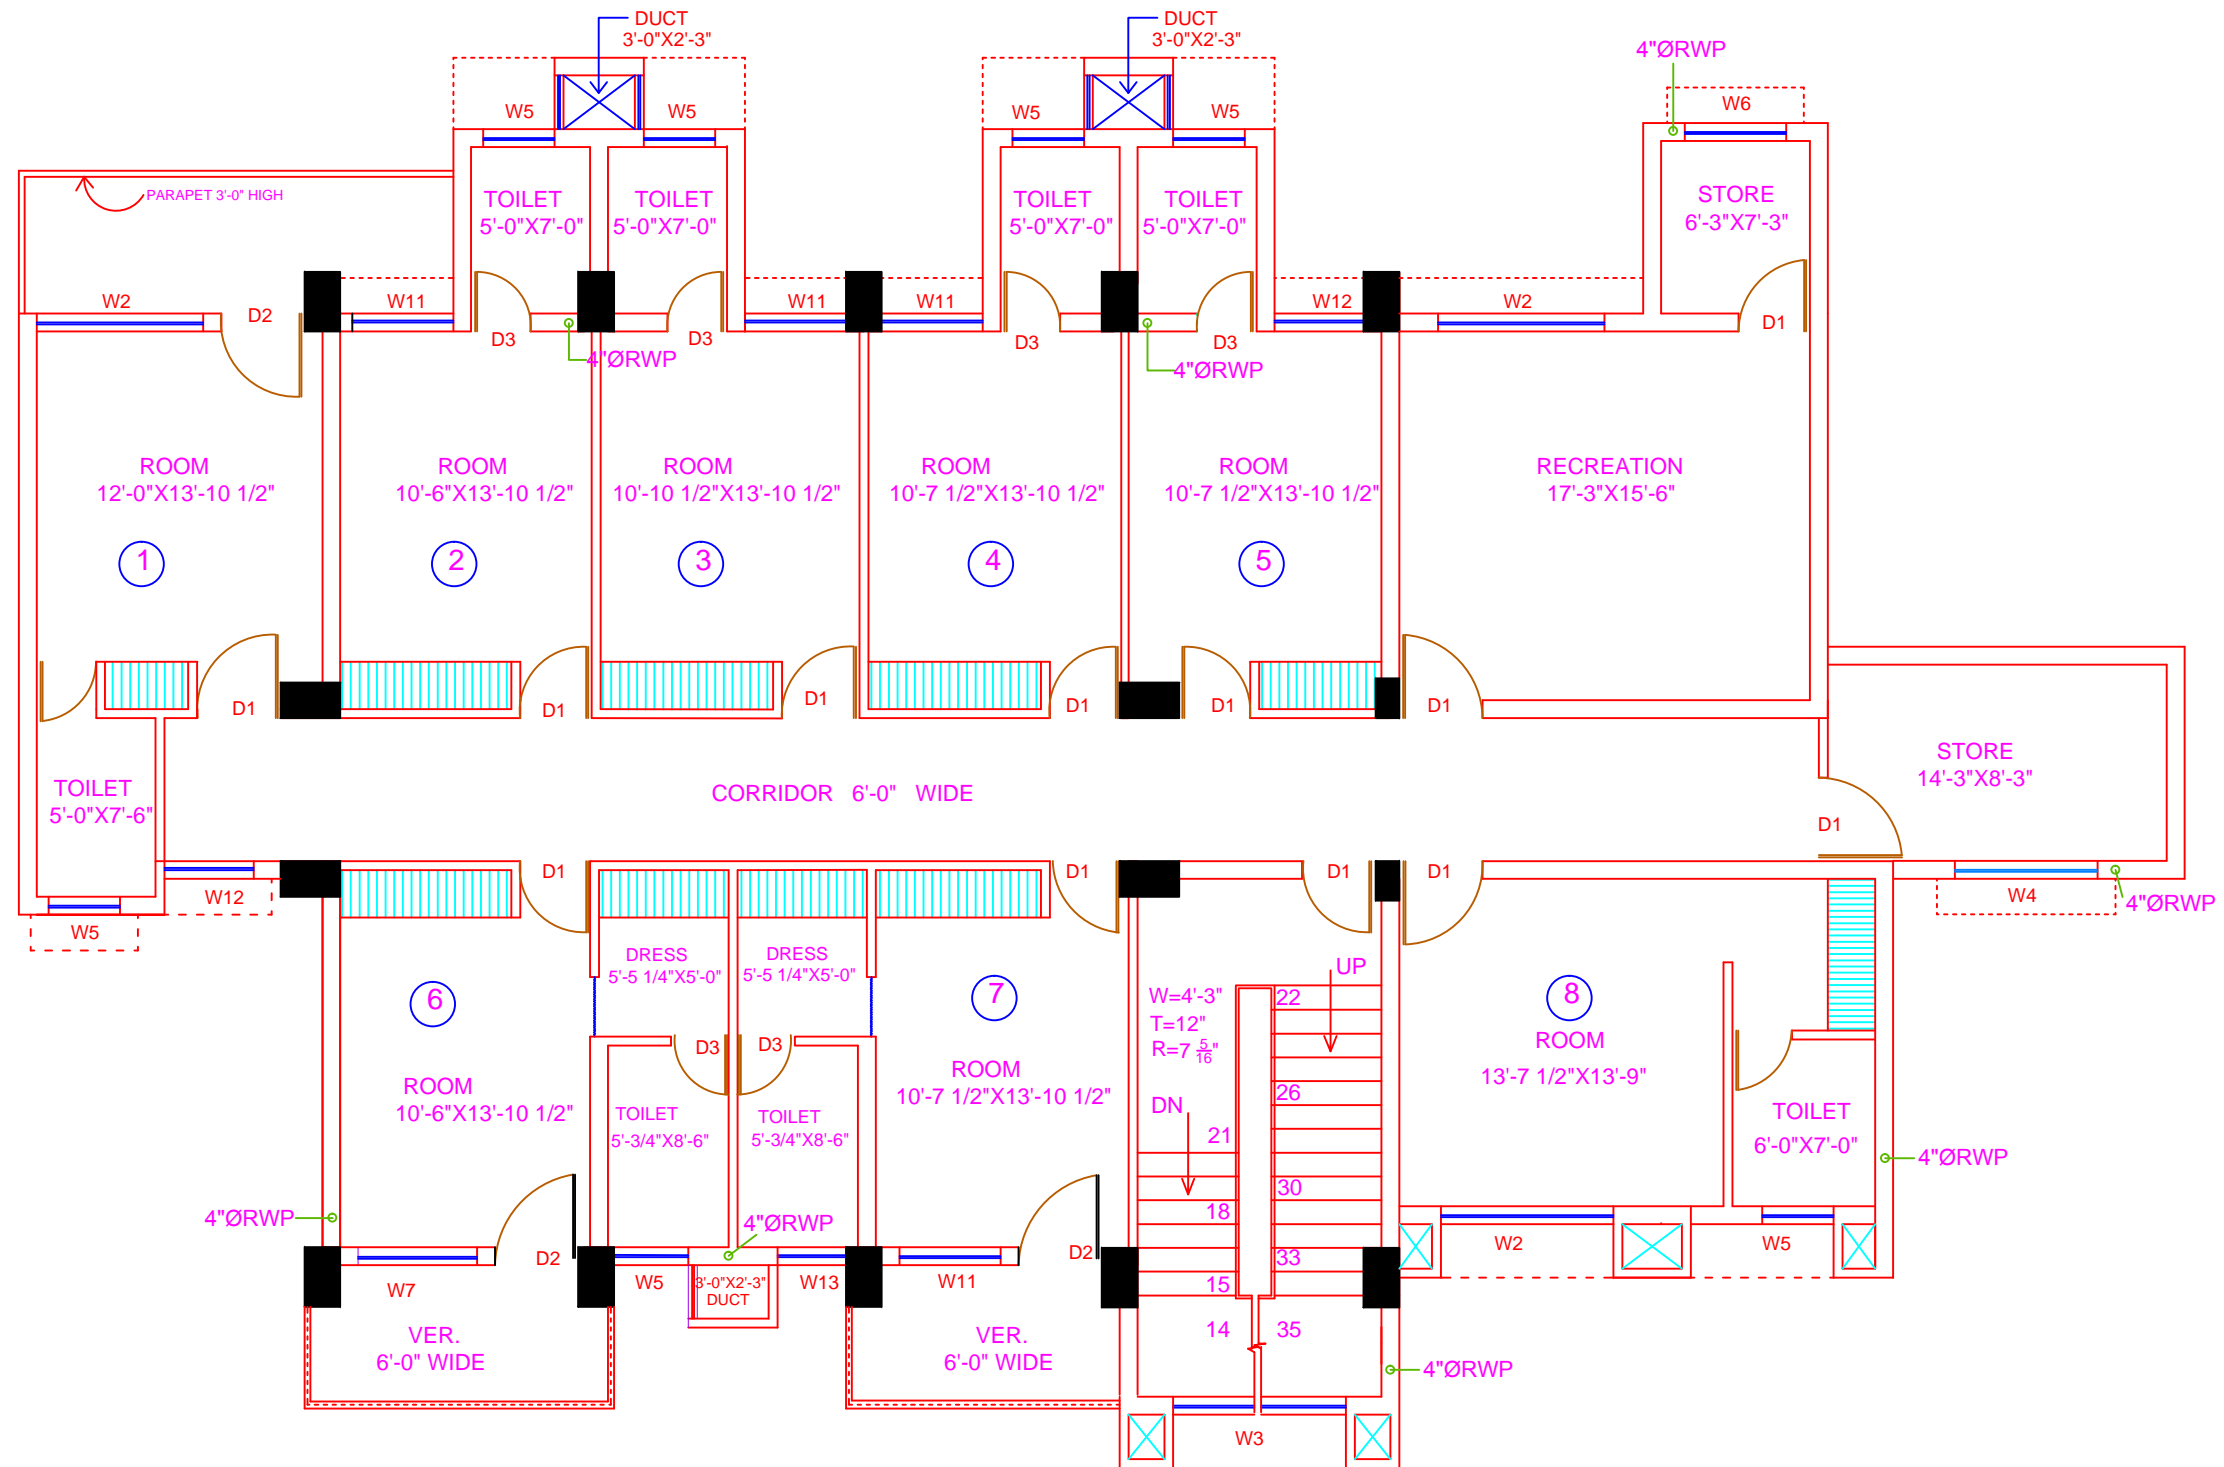 DUCT
3'-0"X2'-3"
DUCT
3'-0"X2'-3"
4"ØRWP
W5
W5
W5
W5
W6
PARAPET 3'-0" HIGH
TOILET
5'-0"X7'-0"
TOILET
5'-0"X7'-0"
TOILET
5'-0"X7'-0"
TOILET
5'-0"X7'-0"
STORE
6'-3"X7'-3"
W2
D2
W11
D3
4"ØRWP
D3
W11
W11
D3
4"ØRWP
D3
W12
W2
D1
ROOM
12'-0"X13'-10 1/2"
1
ROOM
10'-6"X13'-10 1/2"
2
ROOM
10'-10 1/2"X13'-10 1/2"
3
ROOM
10'-7 1/2"X13'-10 1/2"
4
ROOM
10'-7 1/2"X13'-10 1/2"
5
RECREATION
17'-3"X15'-6"
D1
D1
D1
D1
D1
D1
TOILET
5'-0"X7'-6"
CORRIDOR 6'-0" WIDE
STORE
14'-3"X8'-3"
D1
W12
W5
D1
D1
D1
D1
W4
4"ØRWP
6
ROOM
10'-6"X13'-10 1/2"
DRESS
5'-5 1/4"X5'-0"
DRESS
5'-5 1/4"X5'-0"
D3
D3
TOILET
5'-3/4"X8'-6"
TOILET
5'-3/4"X8'-6"
7
ROOM
10'-7 1/2"X13'-10 1/2"
W=4'-3"
T=12"
R=7 5/16"
UP
22
26
DN
21
30
18
33
15
14
35
8
ROOM
13'-7 1/2"X13'-9"
TOILET
6'-0"X7'-0"
4"ØRWP
4"ØRWP
4"ØRWP
D2
D2
W2
W5
W7
W5
3'-0"X2'-3"
DUCT
W13
W11
VER.
6'-0" WIDE
VER.
6'-0" WIDE
4"ØRWP
W3